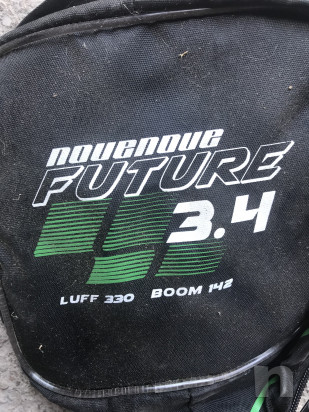 novenove
FUTURE
3.4
LUFF 330 BOOM 142
n